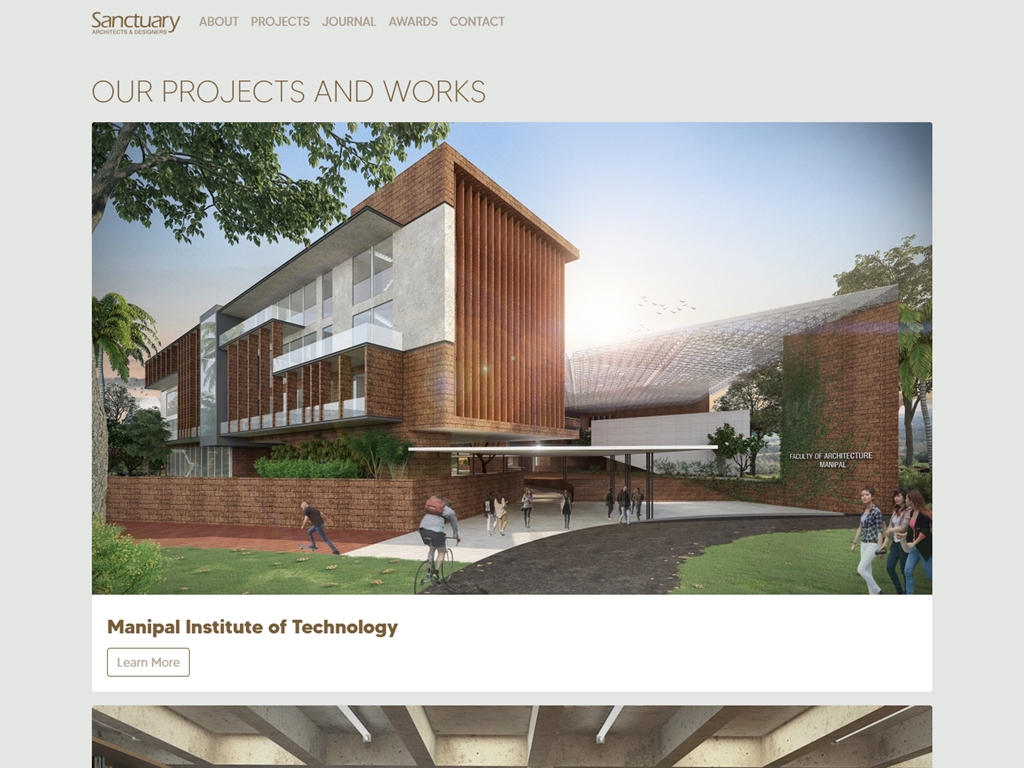 Sanctuary
ARCHITECTS & DESIGNERS
ABOUT PROJECTS JOURNAL AWARDS CONTACT
OUR PROJECTS AND WORKS
FACULTY OF ARCHITECTURE
MANIPAL
Manipal Institute of Technology
Learn More